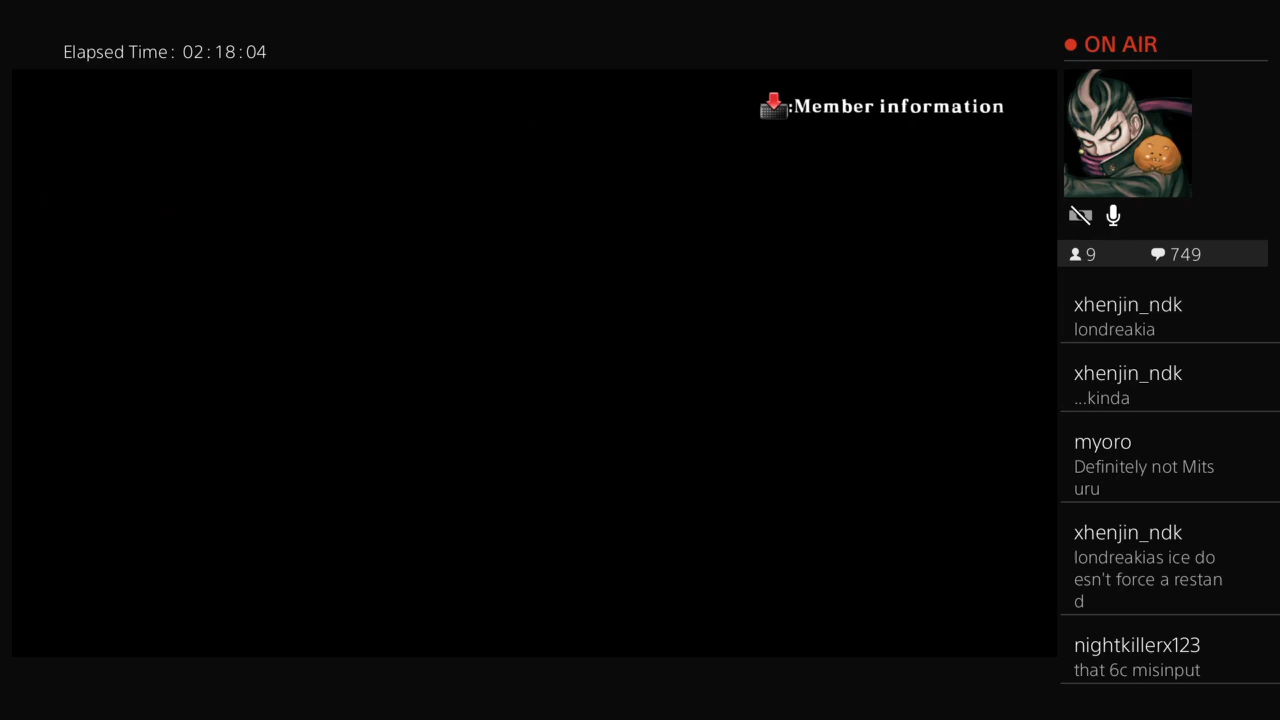 Elapsed Time: 02:18:04
ON AIR
:Member information
9 749
xhenjin_ndk
londreakia
xhenjin_ndk
...kinda
myoro
Definitely not Mits
uru
xhenjin_ndk
londreakias ice do
esn't force a restan
d
nightkillerx123
that 6c misinput